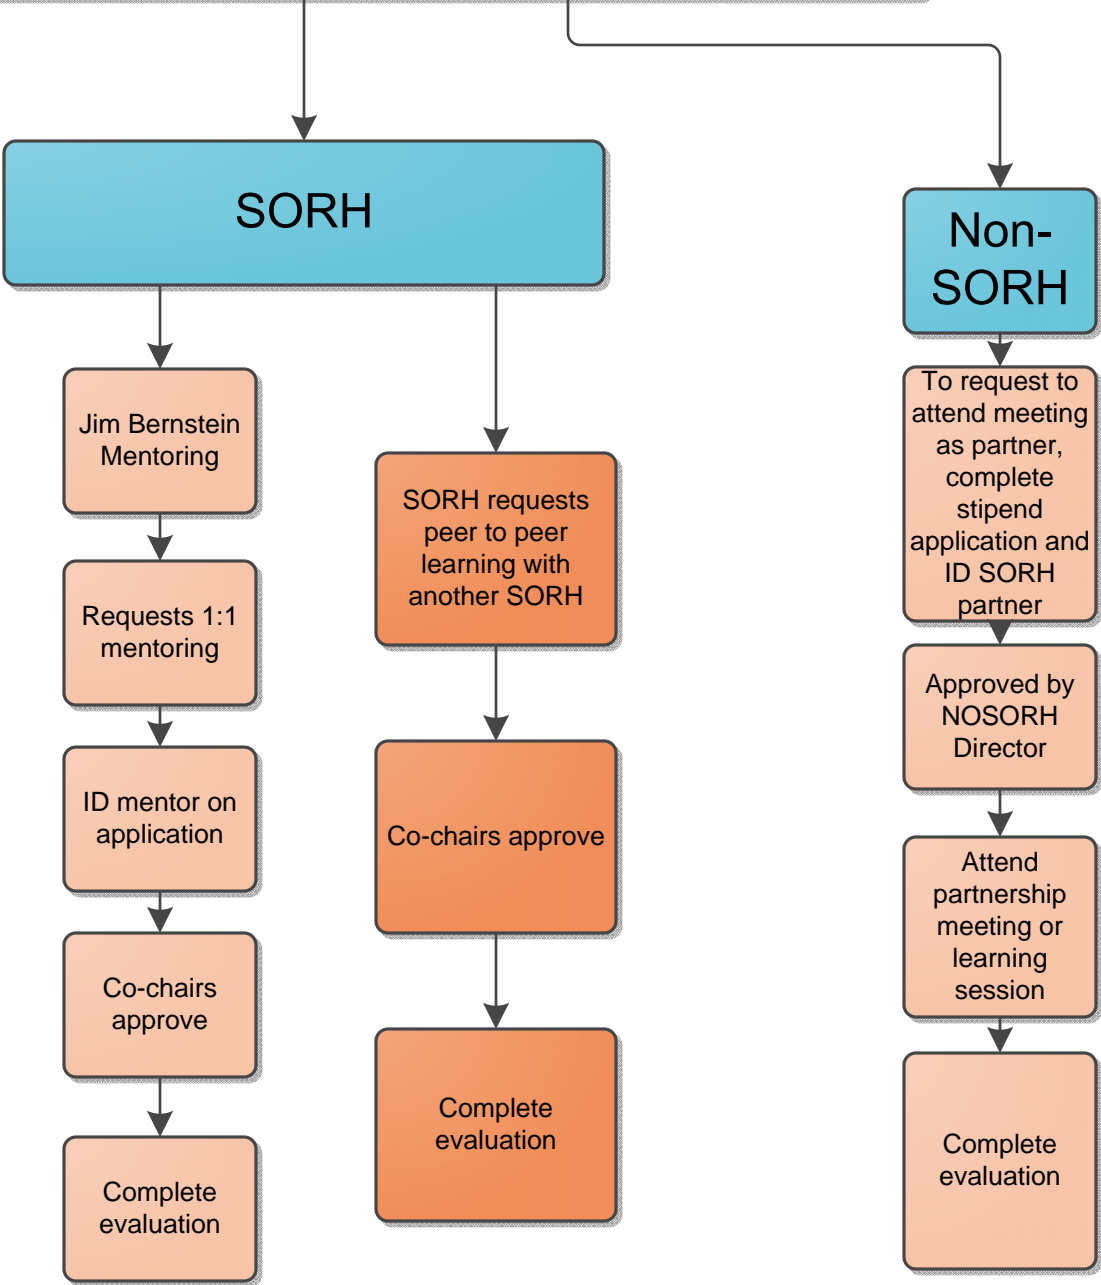 SORH
Non-
SORH
Jim Bernstein
Mentoring
Requests 1:1
mentoring
ID mentor on
application
Co-chairs
approve
Complete
evaluation
SORH requests
peer to peer
learning with
another SORH
Co-chairs approve
Complete
evaluation
To request to
attend meeting
as partner,
complete
stipend
application and
ID SORH
partner
Approved by
NOSORH
Director
Attend
partnership
meeting or
learning
session
Complete
evaluation